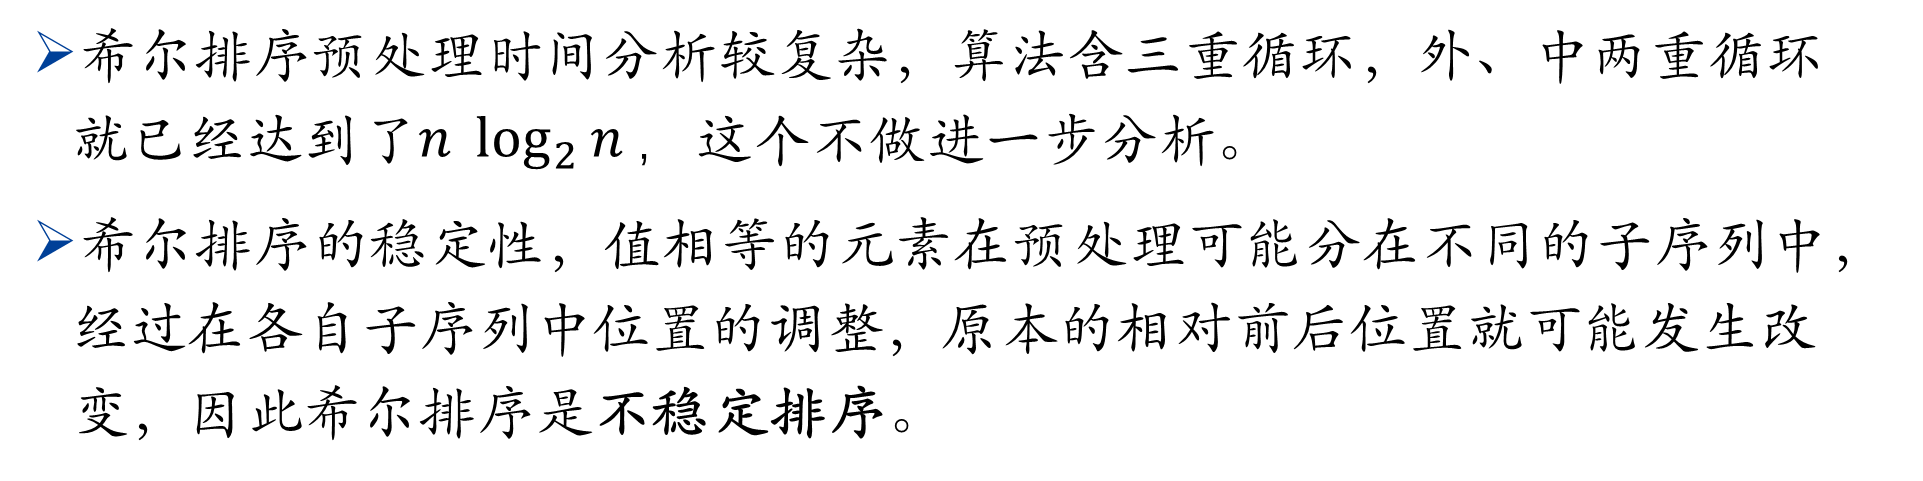 ➢希尔排序预处理时间分析较复杂，算法含三重循环，外、中两重循环
就已经达到了n log₂ n， 这个不做进一步分析。
➢希尔排序的稳定性，值相等的元素在预处理可能分在不同的子序列中，
经过在各自子序列中位置的调整，原本的相对前后位置就可能发生改
变，因此希尔排序是不稳定排序。